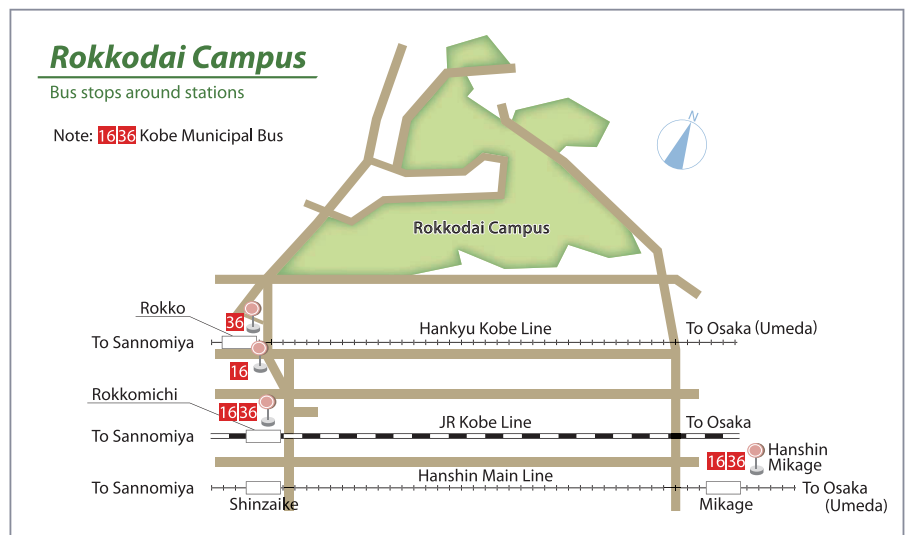 Rokkodai Campus
Bus stops around stations
Note: 16 36 Kobe Municipal Bus
N
Rokkodai Campus
Rokko
36
Hankyu Kobe Line
To Osaka (Umeda)
To Sannomiya
16
Rokkomichi
16 36
JR Kobe Line
To Osaka
To Sannomiya
16 36
Hanshin
Mikage
Hanshin Main Line
To Sannomiya
To Osaka
(Umeda)
Shinzaike
Mikage